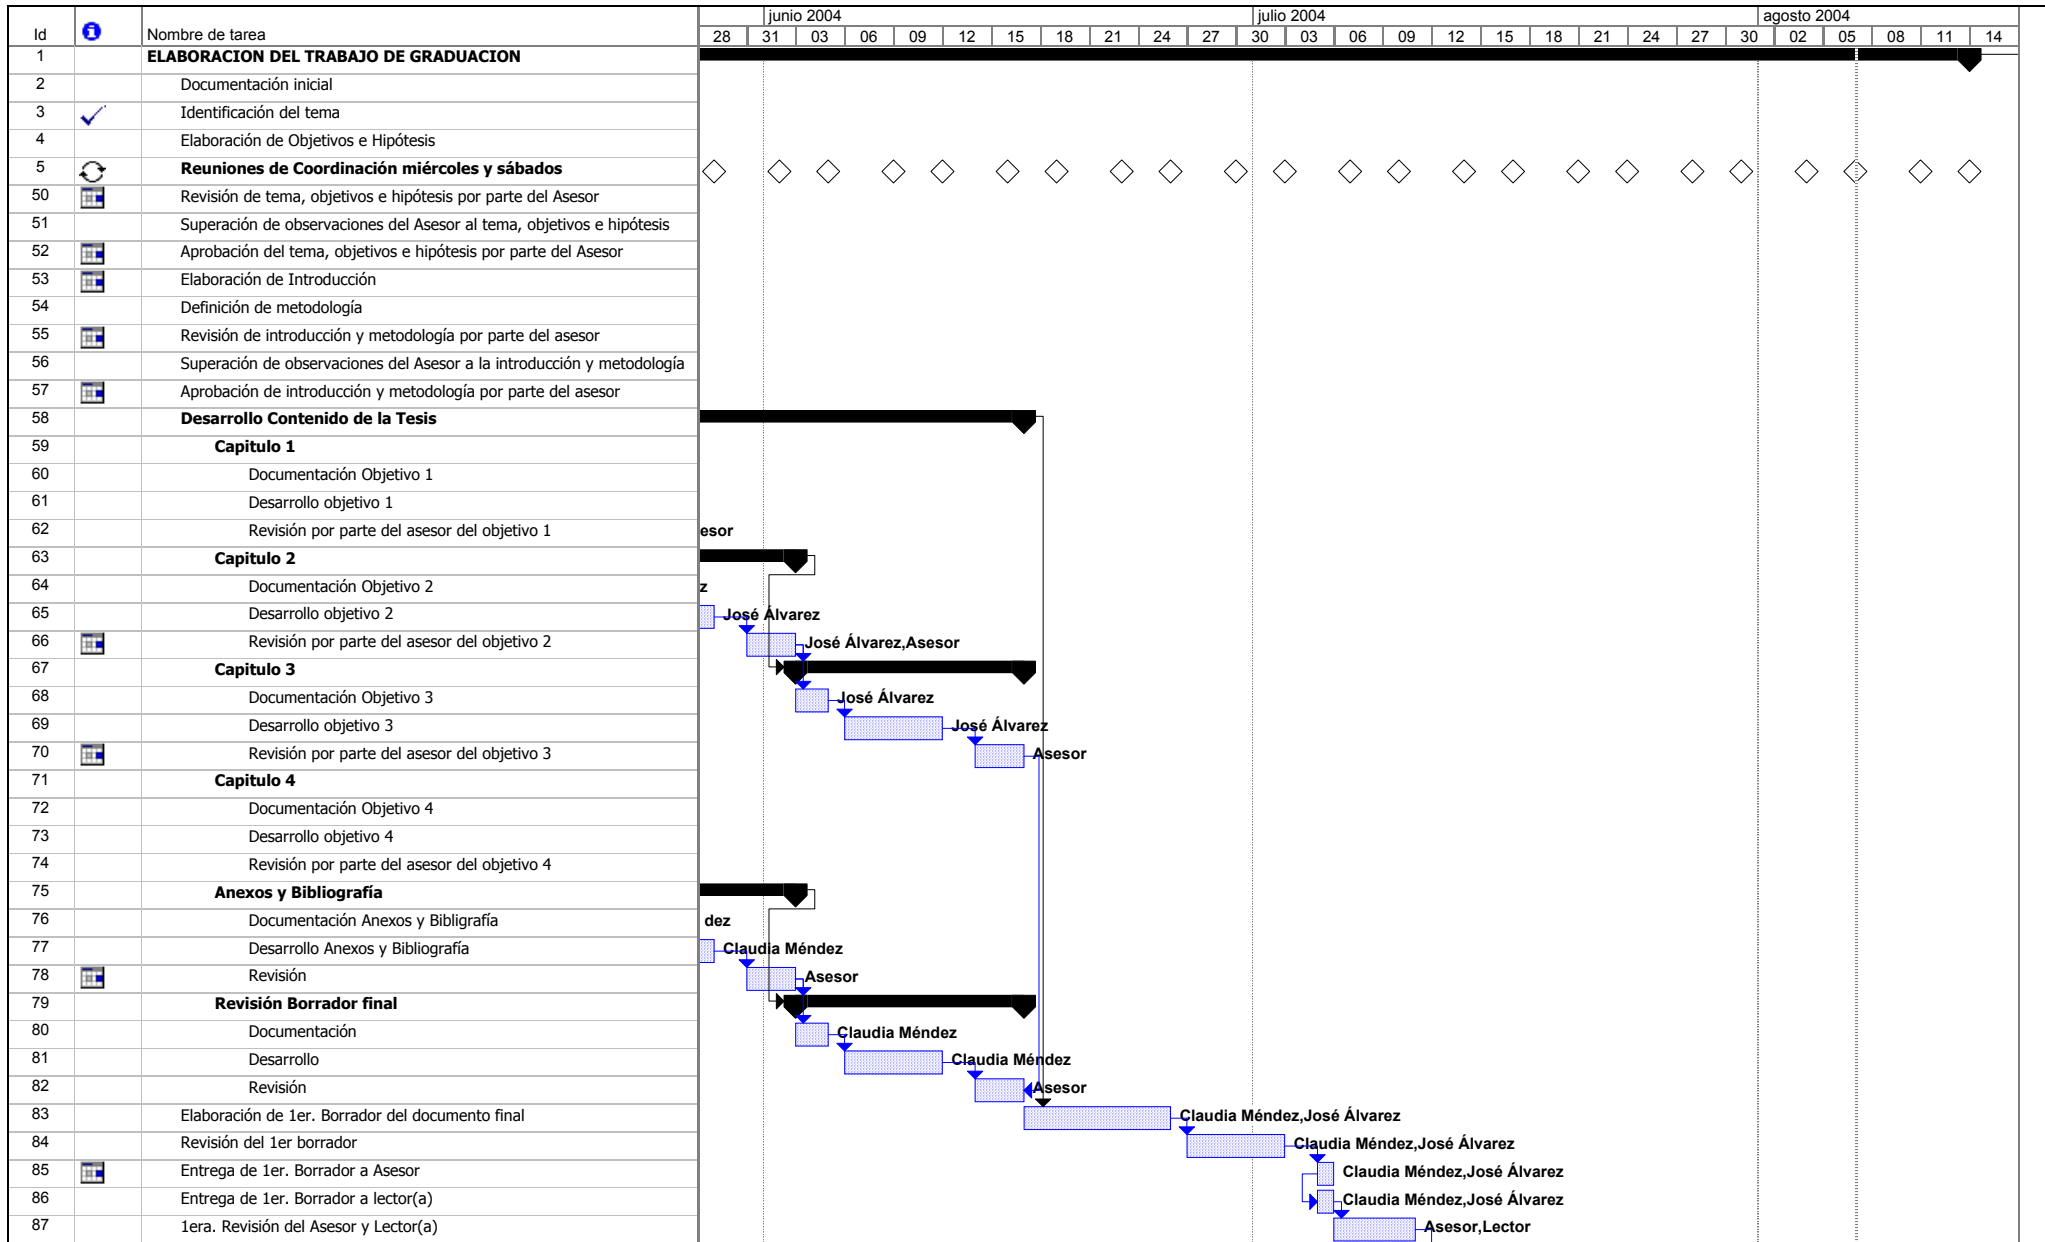 junio 2004 julio 2004 agosto 2004
Id Nombre de tarea 28 31 03 06 09 12 15 18 21 24 27 30 03 06 09 12 15 18 21 24 27 30 02 05 08 11 14
1 ELABORACION DEL TRABAJO DE GRADUACION
2 Documentación inicial
3 Identificación del tema
4 Elaboración de Objetivos e Hipótesis
5 Reuniones de Coordinación miércoles y sábados
50 Revisión de tema, objetivos e hipótesis por parte del Asesor
51 Superación de observaciones del Asesor al tema, objetivos e hipótesis
52 Aprobación del tema, objetivos e hipótesis por parte del Asesor
53 Elaboración de Introducción
54 Definición de metodología
55 Revisión de introducción y metodología por parte del asesor
56 Superación de observaciones del Asesor a la introducción y metodología
57 Aprobación de introducción y metodología por parte del asesor
58 Desarrollo Contenido de la Tesis
59 Capitulo 1
60 Documentación Objetivo 1
61 Desarrollo objetivo 1
62 Revisión por parte del asesor del objetivo 1 esor
63 Capitulo 2
64 Documentación Objetivo 2 z
65 Desarrollo objetivo 2 José Álvarez
66 Revisión por parte del asesor del objetivo 2 José Álvarez,Asesor
67 Capitulo 3
68 Documentación Objetivo 3 José Álvarez
69 Desarrollo objetivo 3 José Álvarez
70 Revisión por parte del asesor del objetivo 3 Asesor
71 Capitulo 4
72 Documentación Objetivo 4
73 Desarrollo objetivo 4
74 Revisión por parte del asesor del objetivo 4
75 Anexos y Bibliografía
76 Documentación Anexos y Bibligrafía dez
77 Desarrollo Anexos y Bibliografía Claudia Méndez
78 Revisión Asesor
79 Revisión Borrador final
80 Documentación Claudia Méndez
81 Desarrollo Claudia Méndez
82 Revisión Asesor
83 Elaboración de 1er. Borrador del documento final Claudia Méndez,José Álvarez
84 Revisión del 1er borrador Claudia Méndez,José Álvarez
85 Entrega de 1er. Borrador a Asesor Claudia Méndez,José Álvarez
86 Entrega de 1er. Borrador a lector(a) Claudia Méndez,José Álvarez
87 1era. Revisión del Asesor y Lector(a) Asesor,Lector